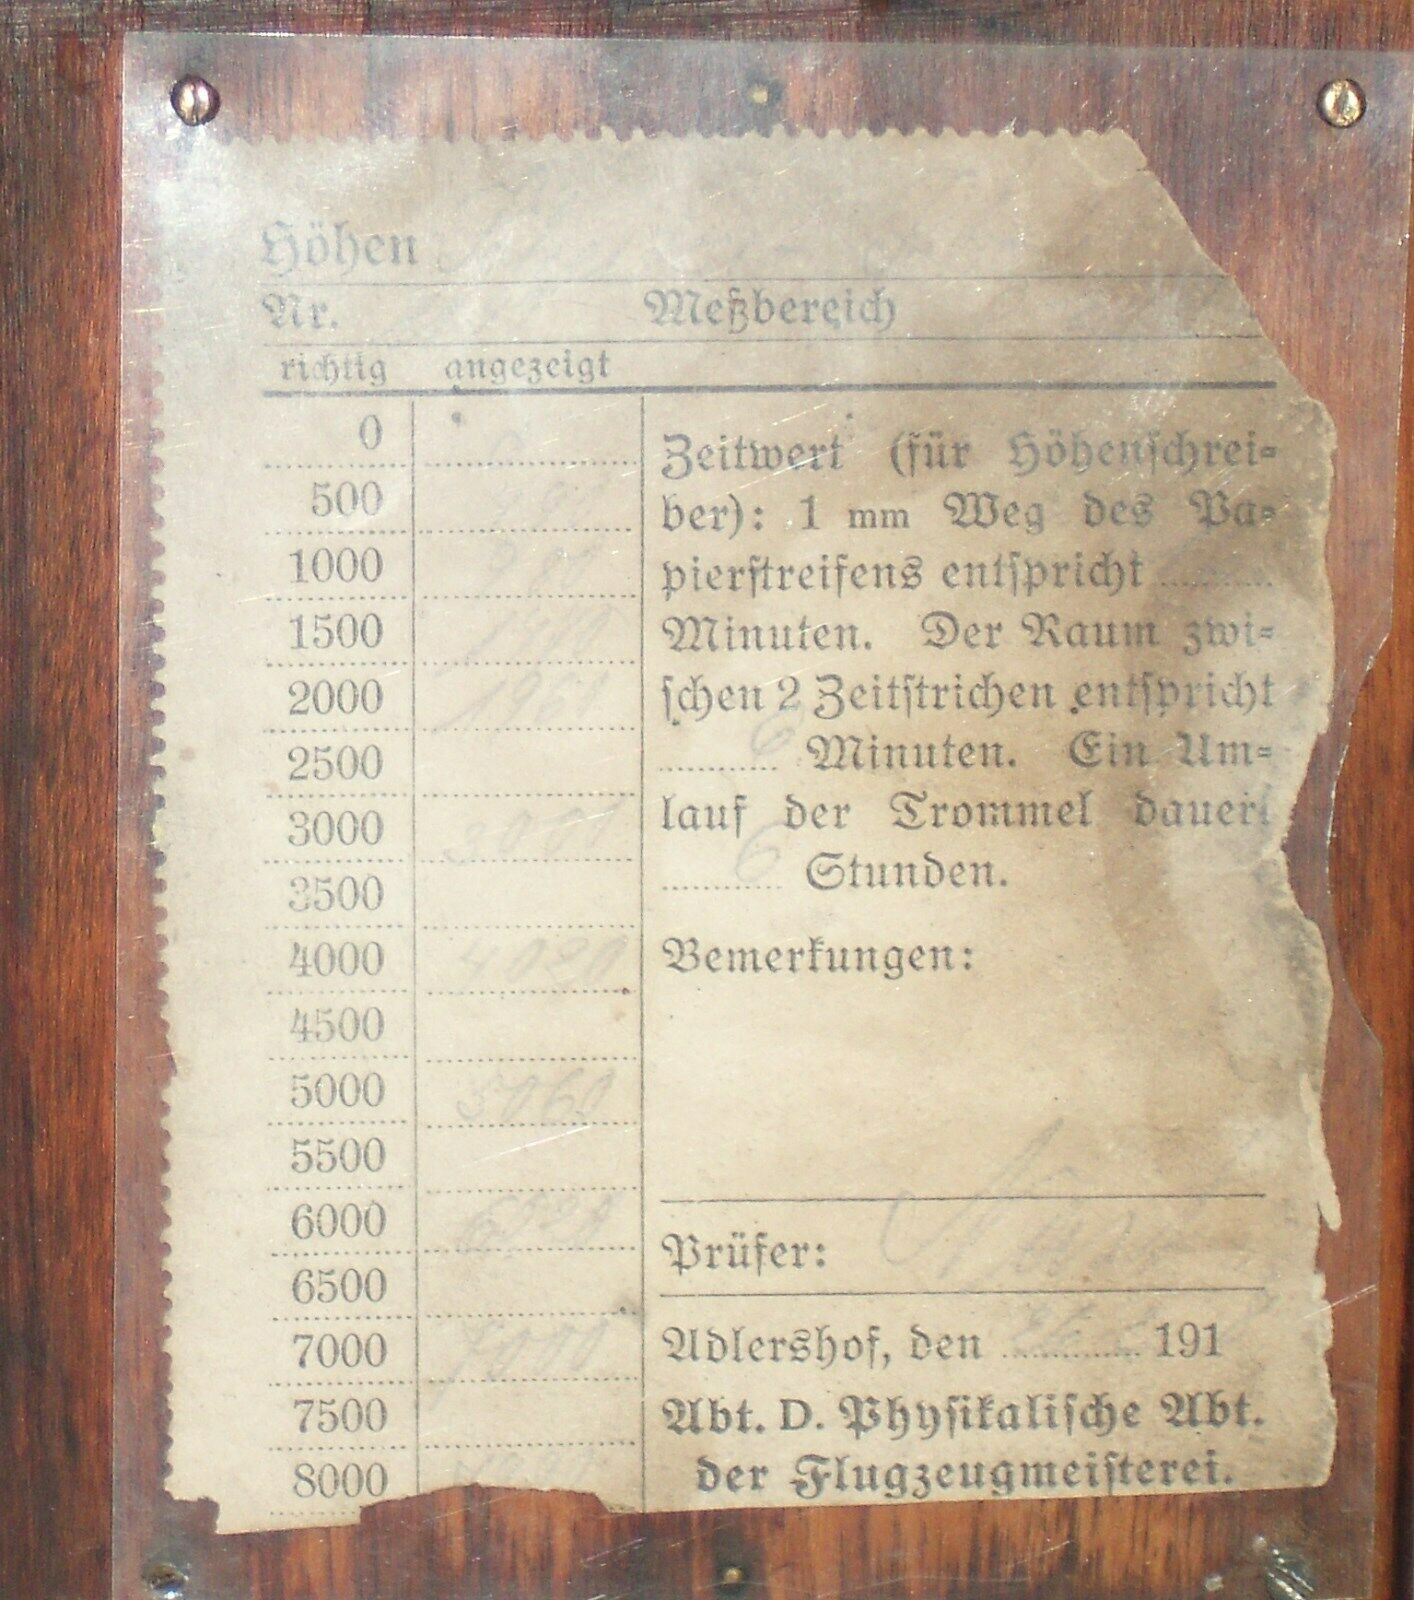 Höhen
Nr. Meßbereich
richtig angezeigt
0
500
1000
1500
2000
2500
3000
3500
4000 4020
4500
5000 5060
5500
6000
6500
7000
7500
8000
Zeitwert (für Höhenschrei-
ber): 1 mm Weg des Pa-
pierstreifens entspricht
Minuten. Der Raum zwi-
schen 2 Zeitstrichen entspricht
6 Minuten. Ein Um-
lauf der Trommel dauert
6 Stunden.
Bemerkungen:
Prüfer:
Adlershof, den 191
Abt. D. Physikalische Abt.
der Flugzeugmeisterei.